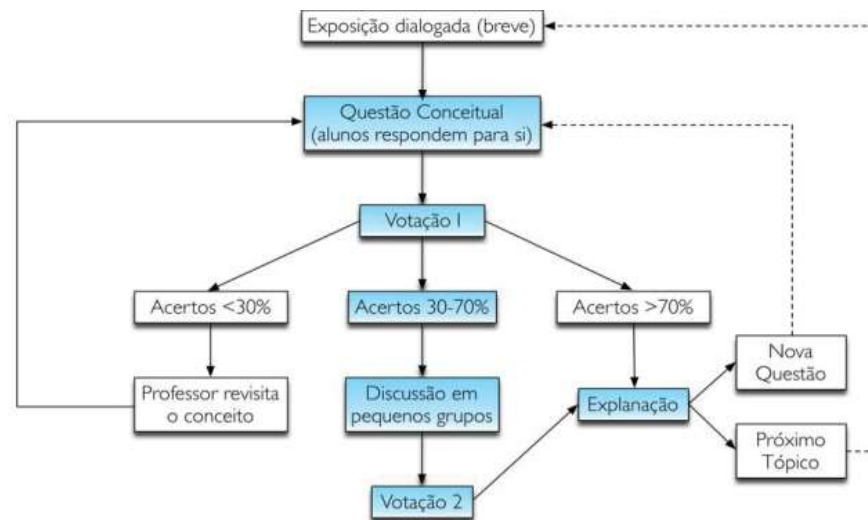 Exposição dialogada (breve)
Questão Conceitual
(alunos respondem para si)
Votação I
Acertos <30%
Acertos 30-70%
Acertos >70%
Professor revisita
o conceito
Discussão em
pequenos grupos
Explanação
Nova
Questão
Próximo
Tópico
Votação 2